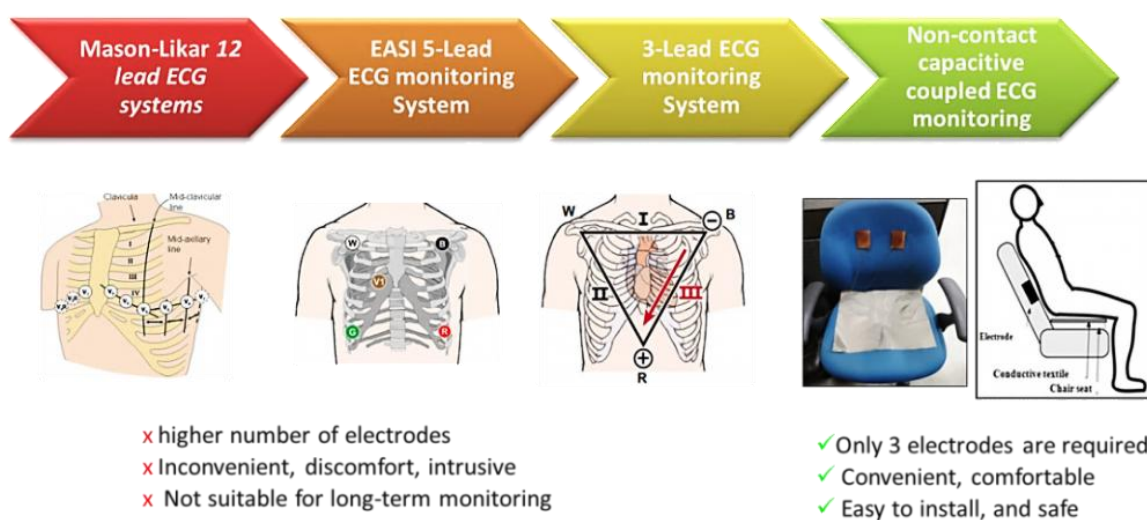 Mason-Likar 12
lead ECG
systems
EASI 5-Lead
ECG monitoring
System
3-Lead ECG
monitoring
System
Non-contact
capacitive
coupled ECG
monitoring
Clavicula
Mid-clavicular
line
Mid-axillary
line
I
II
III
IV
W
B
V1
G
R
W
I
B
II
III
R
Electrode
Conductive textile
Chair seat
x higher number of electrodes
x Inconvenient, discomfort, intrusive
x Not suitable for long-term monitoring
✓Only 3 electrodes are required
✓ Convenient, comfortable
✓ Easy to install, and safe